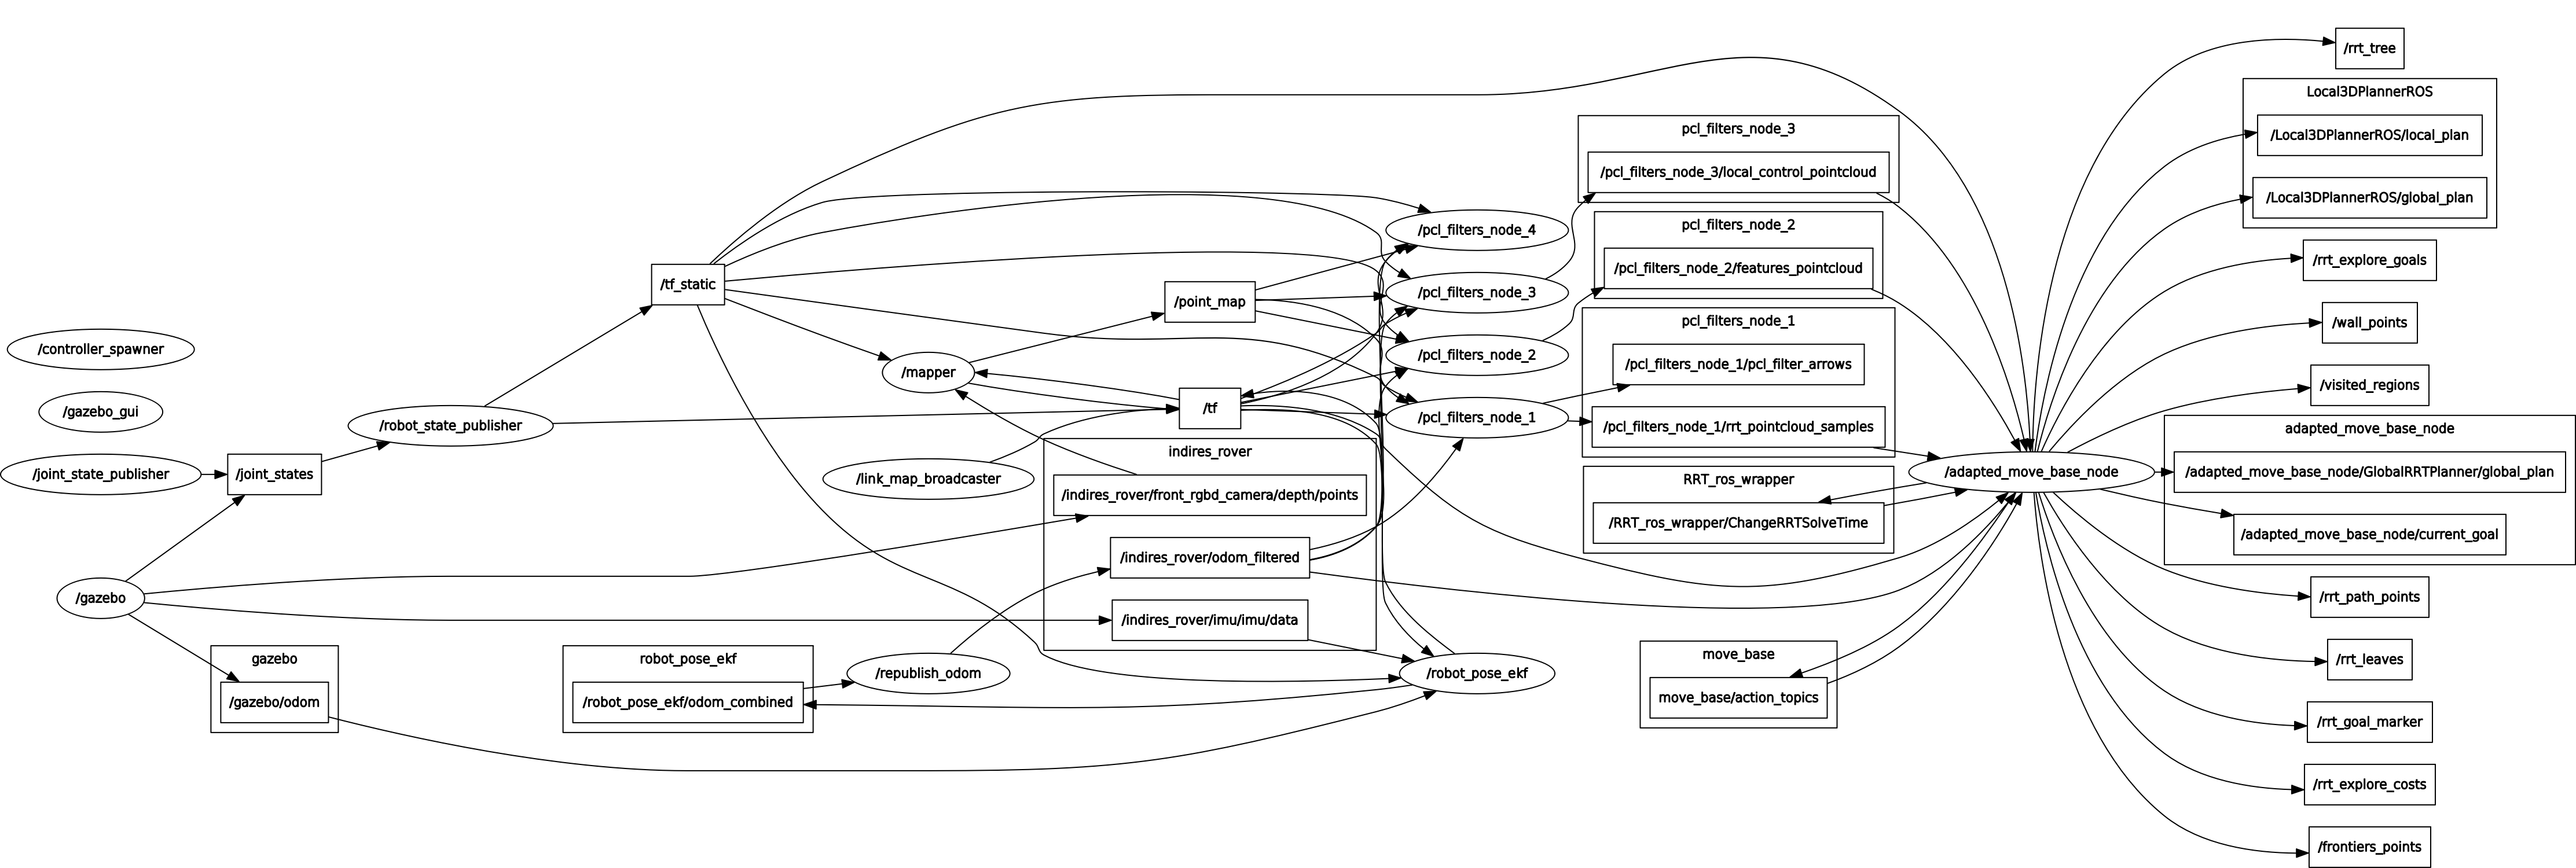 /controller_spawner
/gazebo_gui
/joint_state_publisher
/gazebo
/joint_states
gazebo
/gazebo/odom
/robot_state_publisher
/tf_static
robot_pose_ekf
/robot_pose_ekf/odom_combined
/mapper
/link_map_broadcaster
/republish_odom
/point_map
/tf
indires_rover
/indires_rover/front_rgbd_camera/depth/points
/indires_rover/odom_filtered
/indires_rover/imu/imu/data
/pcl_filters_node_4
/pcl_filters_node_3
/pcl_filters_node_2
/pcl_filters_node_1
/robot_pose_ekf
pcl_filters_node_3
/pcl_filters_node_3/local_control_pointcloud
pcl_filters_node_2
/pcl_filters_node_2/features_pointcloud
pcl_filters_node_1
/pcl_filters_node_1/pcl_filter_arrows
/pcl_filters_node_1/rrt_pointcloud_samples
RRT_ros_wrapper
/RRT_ros_wrapper/ChangeRRTSolveTime
move_base
move_base/action_topics
/adapted_move_base_node
/rrt_tree
Local3DPlannerROS
/Local3DPlannerROS/local_plan
/Local3DPlannerROS/global_plan
/rrt_explore_goals
/wall_points
/visited_regions
adapted_move_base_node
/adapted_move_base_node/GlobalRRTPlanner/global_plan
/adapted_move_base_node/current_goal
/rrt_path_points
/rrt_leaves
/rrt_goal_marker
/rrt_explore_costs
/frontiers_points